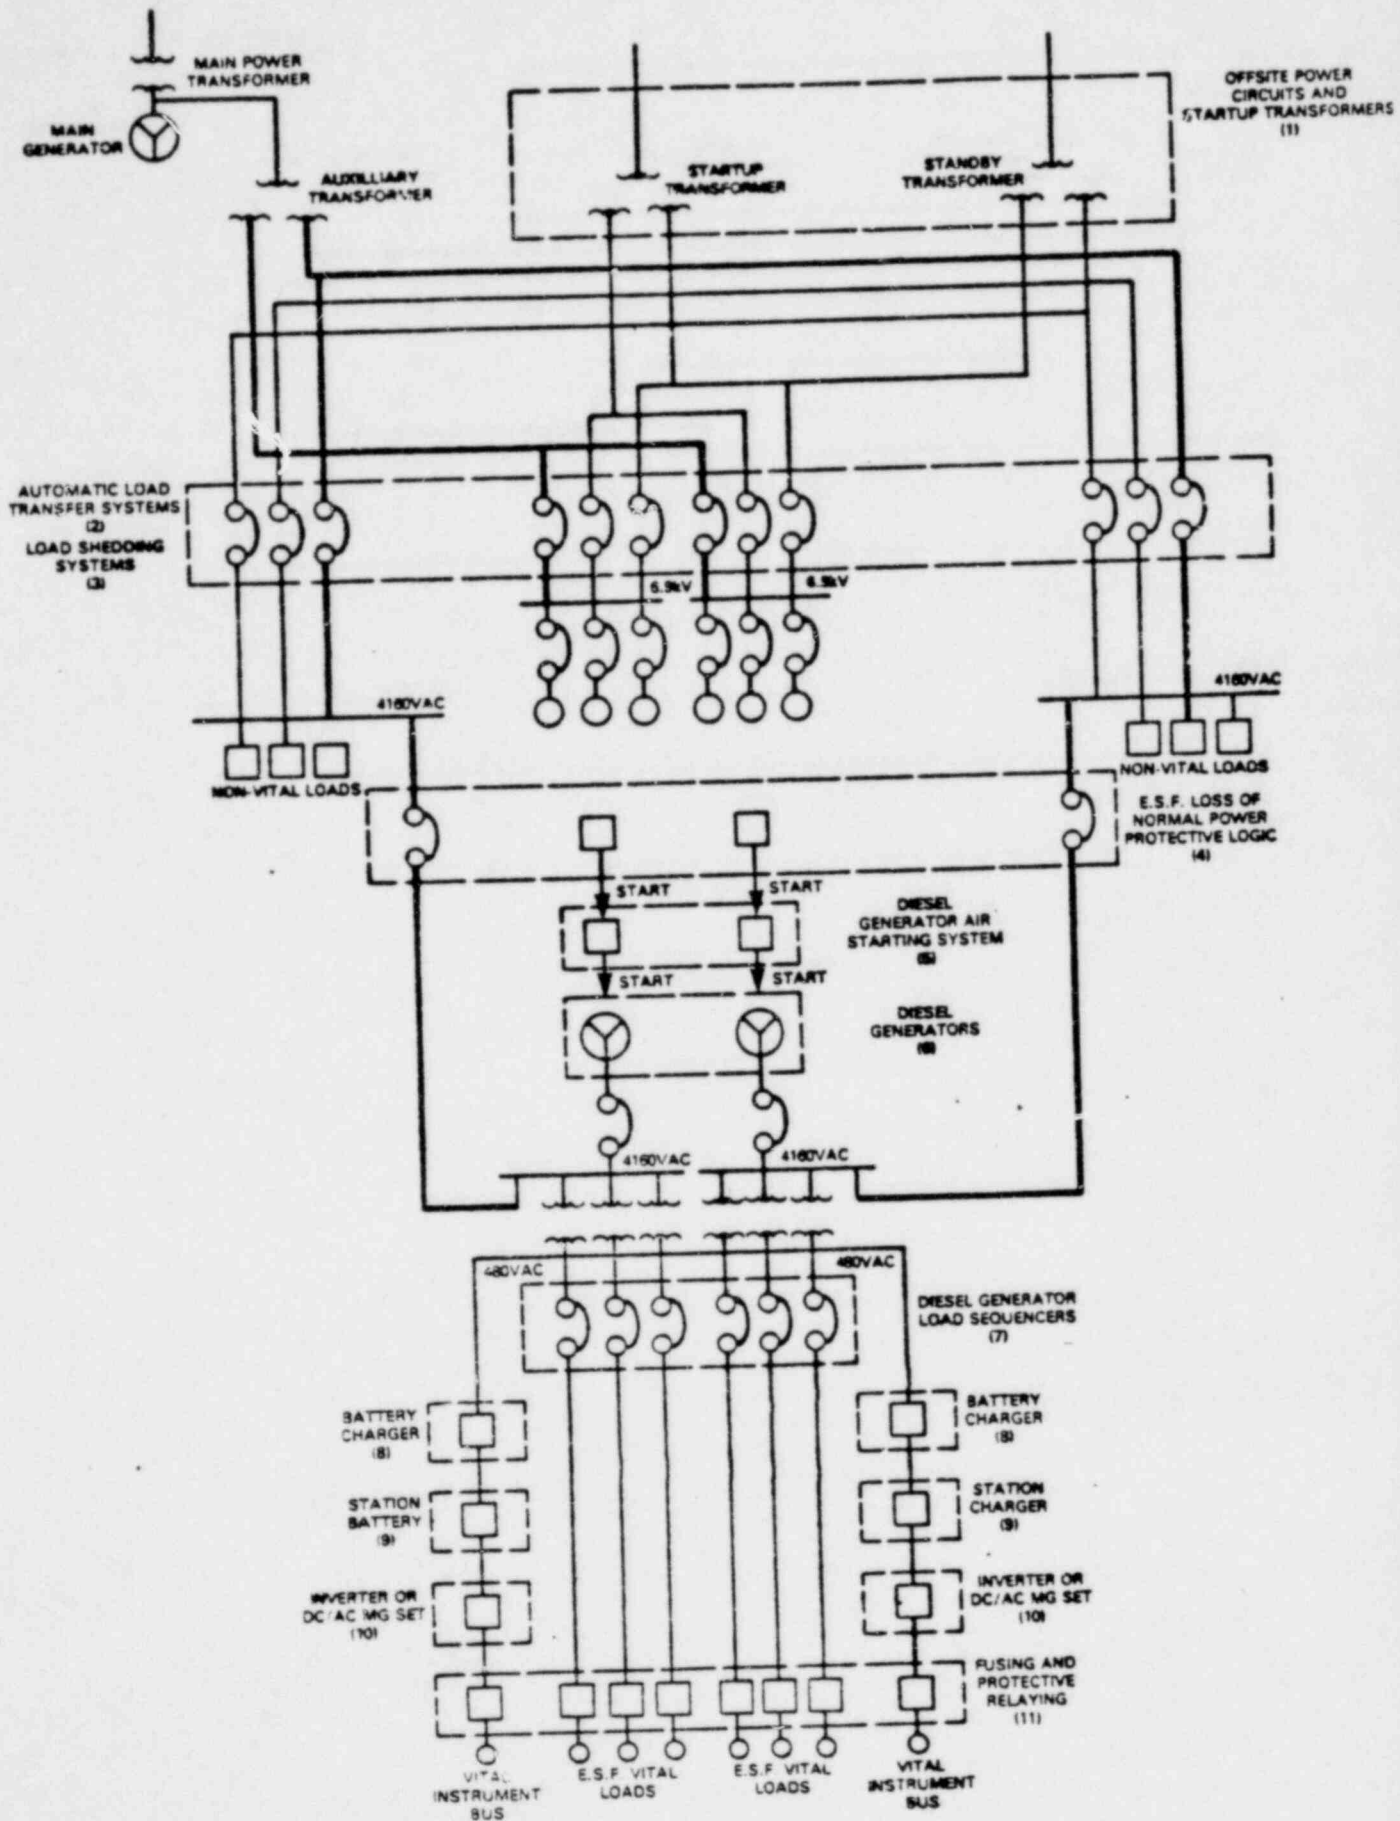 MAIN POWER
TRANSFORMER
MAIN
GENERATOR
AUXILLIARY
TRANSFORMER
STARTUP
TRANSFORMER
STANDBY
TRANSFORMER
OFFSITE POWER
CIRCUITS AND
STARTUP TRANSFORMERS
(1)
AUTOMATIC LOAD
TRANSFER SYSTEMS
(2)
LOAD SHEDDING
SYSTEMS
(3)
6.9kV
6.9kV
4160VAC
4160VAC
NON-VITAL LOADS
NON-VITAL LOADS
E.S.F. LOSS OF
NORMAL POWER
PROTECTIVE LOGIC
(4)
START
START
DIESEL
GENERATOR AIR
STARTING SYSTEM
(5)
START
START
DIESEL
GENERATORS
(6)
4160VAC
4160VAC
480VAC
480VAC
DIESEL GENERATOR
LOAD SEQUENCERS
(7)
BATTERY
CHARGER
(8)
BATTERY
CHARGER
(8)
STATION
BATTERY
(9)
STATION
CHARGER
(9)
INVERTER OR
DC/AC MG SET
(10)
INVERTER OR
DC/AC MG SET
(10)
FUSING AND
PROTECTIVE
RELAYING
(11)
VITAL
INSTRUMENT
BUS
E.S.F. VITAL
LOADS
E.S.F. VITAL
LOADS
VITAL
INSTRUMENT
BUS